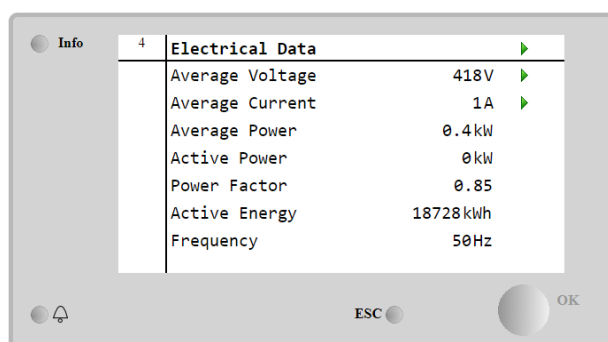 Info
4 Electrical Data
Average Voltage 418V
Average Current 1A
Average Power 0.4kW
Active Power 0kW
Power Factor 0.85
Active Energy 18728kWh
Frequency 50Hz
ESC OK